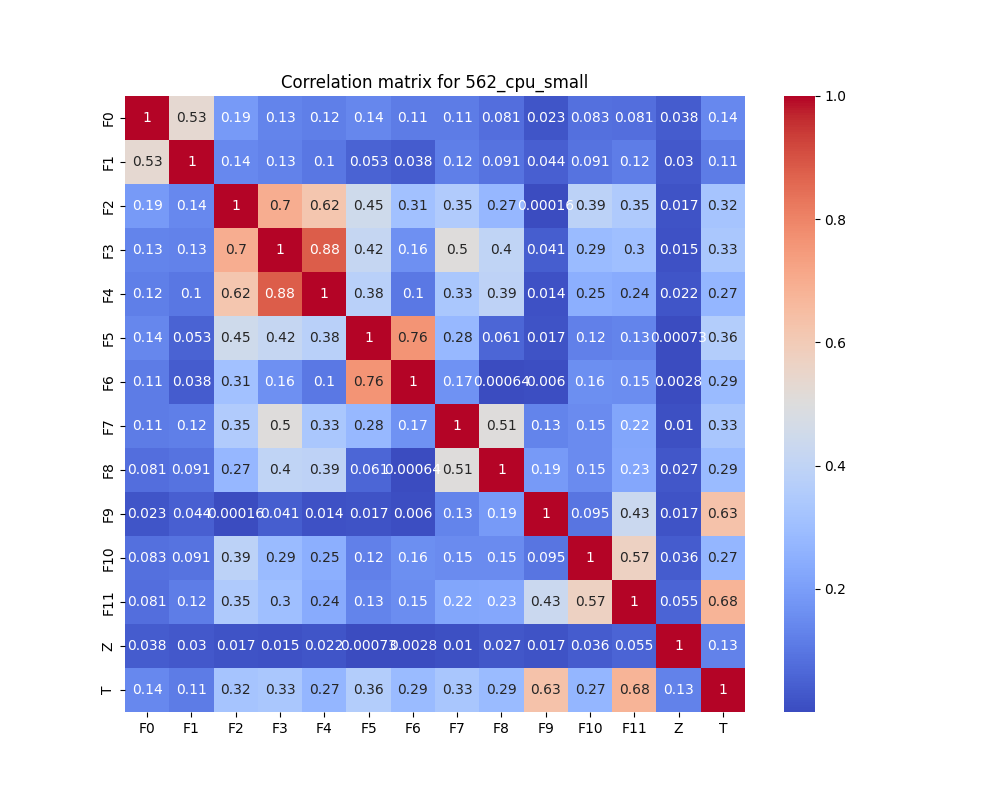 Correlation matrix for 562_cpu_small
F0 1 0.53 0.19 0.13 0.12 0.14 0.11 0.11 0.081 0.023 0.083 0.081 0.038 0.14
F1 0.53 1 0.14 0.13 0.1 0.053 0.038 0.12 0.091 0.044 0.091 0.12 0.03 0.11
F2 0.19 0.14 1 0.7 0.62 0.45 0.31 0.35 0.27 0.00016 0.39 0.35 0.017 0.32
F3 0.13 0.13 0.7 1 0.88 0.42 0.16 0.5 0.4 0.041 0.29 0.3 0.015 0.33
F4 0.12 0.1 0.62 0.88 1 0.38 0.1 0.33 0.39 0.014 0.25 0.24 0.022 0.27
F5 0.14 0.053 0.45 0.42 0.38 1 0.76 0.28 0.061 0.017 0.12 0.13 0.00073 0.36
F6 0.11 0.038 0.31 0.16 0.1 0.76 1 0.17 0.00064 0.006 0.16 0.15 0.0028 0.29
F7 0.11 0.12 0.35 0.5 0.33 0.28 0.17 1 0.51 0.13 0.15 0.22 0.01 0.33
F8 0.081 0.091 0.27 0.4 0.39 0.061 0.00064 0.51 1 0.19 0.15 0.23 0.027 0.29
F9 0.023 0.044 0.00016 0.041 0.014 0.017 0.006 0.13 0.19 1 0.095 0.43 0.017 0.63
F10 0.083 0.091 0.39 0.29 0.25 0.12 0.16 0.15 0.15 0.095 1 0.57 0.036 0.27
F11 0.081 0.12 0.35 0.3 0.24 0.13 0.15 0.22 0.23 0.43 0.57 1 0.055 0.68
Z 0.038 0.03 0.017 0.015 0.022 0.00073 0.0028 0.01 0.027 0.017 0.036 0.055 1 0.13
T 0.14 0.11 0.32 0.33 0.27 0.36 0.29 0.33 0.29 0.63 0.27 0.68 0.13 1
F0 F1 F2 F3 F4 F5 F6 F7 F8 F9 F10 F11 Z T
1.0
0.8
0.6
0.4
0.2